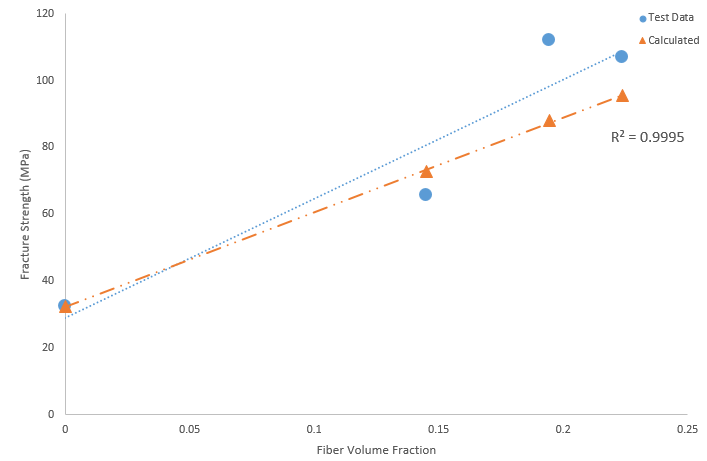 120
100
80
60
40
20
0
Fracture Strength (MPa)
0
0.05
0.1
0.15
0.2
0.25
Fiber Volume Fraction
Test Data
Calculated
R² = 0.9995